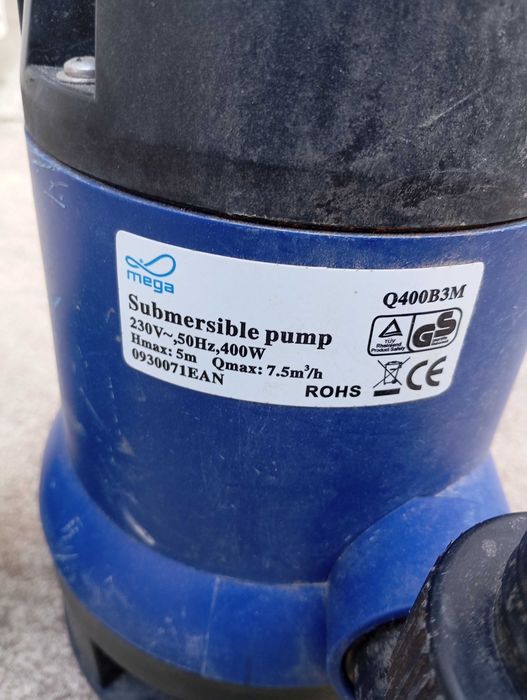 mega
Q400B3M
Submersible pump
230V~,50Hz,400W
Hmax: 5m Qmax: 7.5m³/h
0930071EAN
ROHS
TÜV
Rheinland
Product Safety
GS
CE